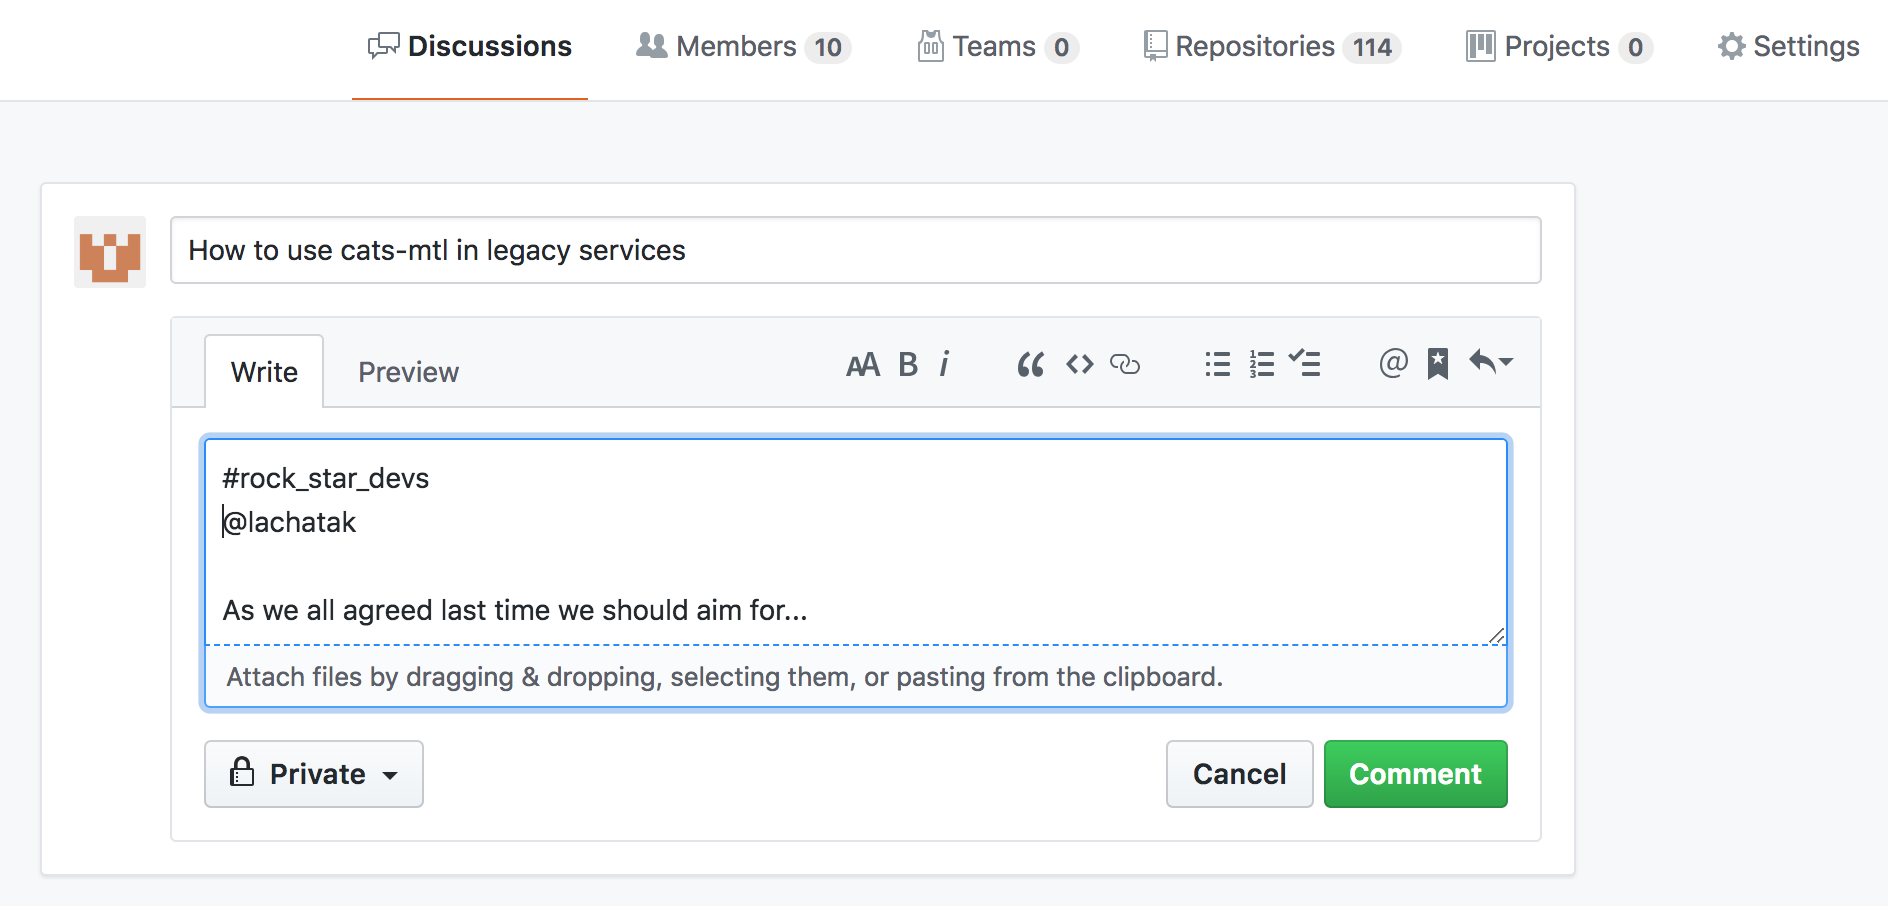 Discussions Members 10 Teams 0 Repositories 114 Projects 0 Settings
How to use cats-mtl in legacy services
Write Preview
#rock_star_devs
@lachatak
As we all agreed last time we should aim for...
Attach files by dragging & dropping, selecting them, or pasting from the clipboard.
Private Cancel Comment